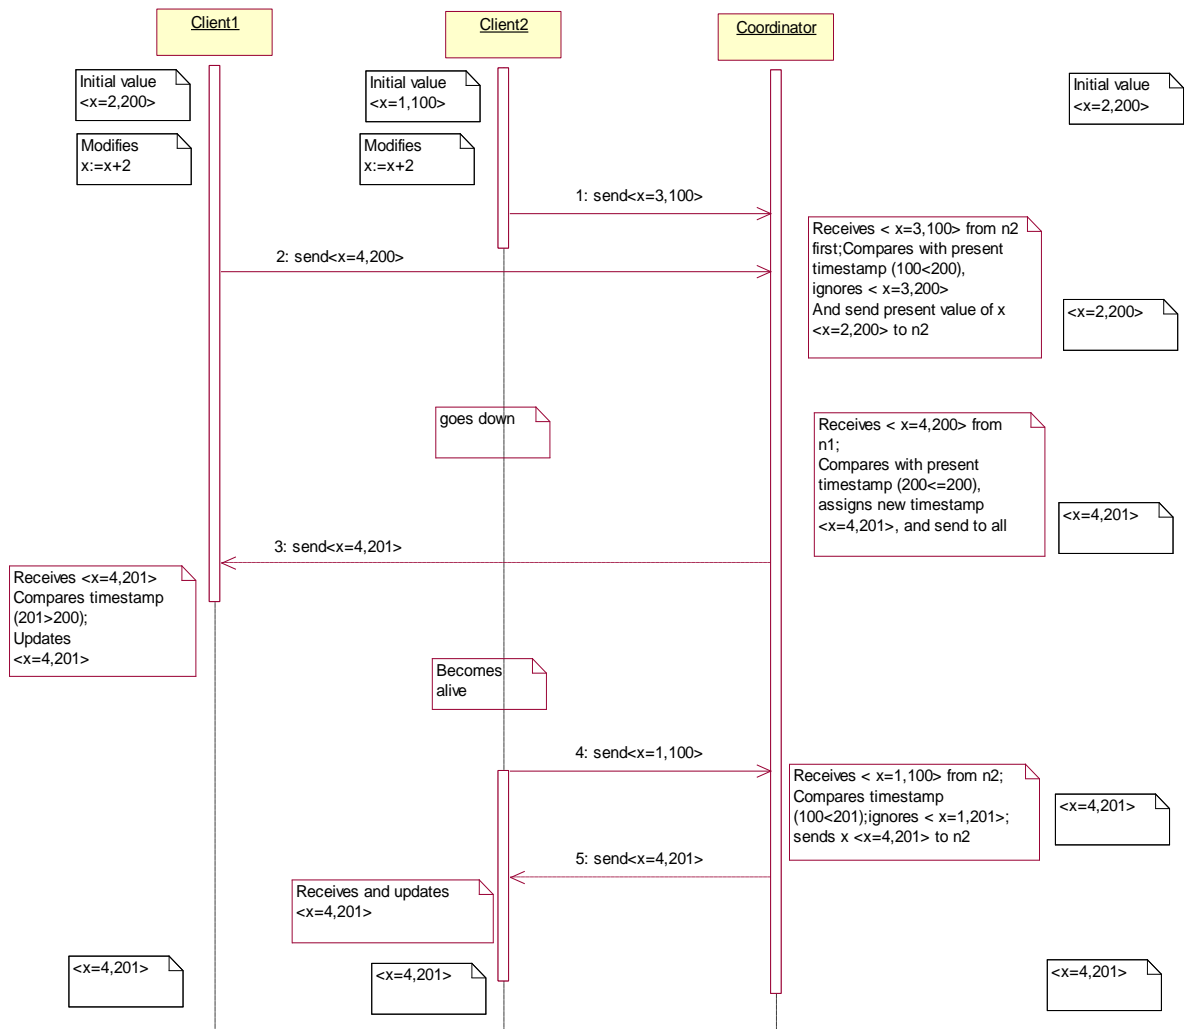 Client1
Client2
Coordinator
Initial value
<x=2,200>
Initial value
<x=1,100>
Initial value
<x=2,200>
Modifies
x:=x+2
Modifies
x:=x+2
1: send<x=3,100>
Receives < x=3,100> from n2
first;Compares with present
timestamp (100<200),
ignores < x=3,200>
And send present value of x
<x=2,200> to n2
2: send<x=4,200>
<x=2,200>
goes down
Receives < x=4,200> from
n1;
Compares with present
timestamp (200<=200),
assigns new timestamp
<x=4,201>, and send to all
<x=4,201>
3: send<x=4,201>
Receives <x=4,201>
Compares timestamp
(201>200);
Updates
<x=4,201>
Becomes
alive
4: send<x=1,100>
Receives < x=1,100> from n2;
Compares timestamp
(100<201);ignores < x=1,201>;
sends x <x=4,201> to n2
<x=4,201>
5: send<x=4,201>
Receives and updates
<x=4,201>
<x=4,201>
<x=4,201>
<x=4,201>